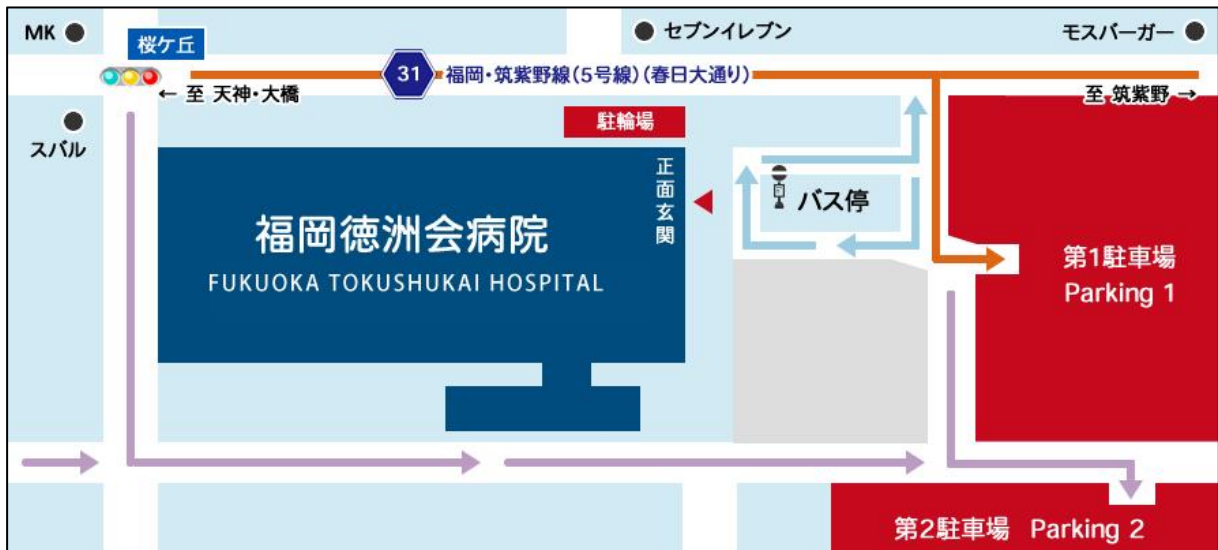 MK
セブンイレブン
モスバーガー
桜ケ丘
31
福岡・筑紫野線(5号線)(春日大通り)
← 至 天神・大橋
至 筑紫野 →
スバル
駐輪場
正面玄関
バス停
福岡徳洲会病院
FUKUOKA TOKUSHUKAI HOSPITAL
第1駐車場
Parking 1
第2駐車場 Parking 2